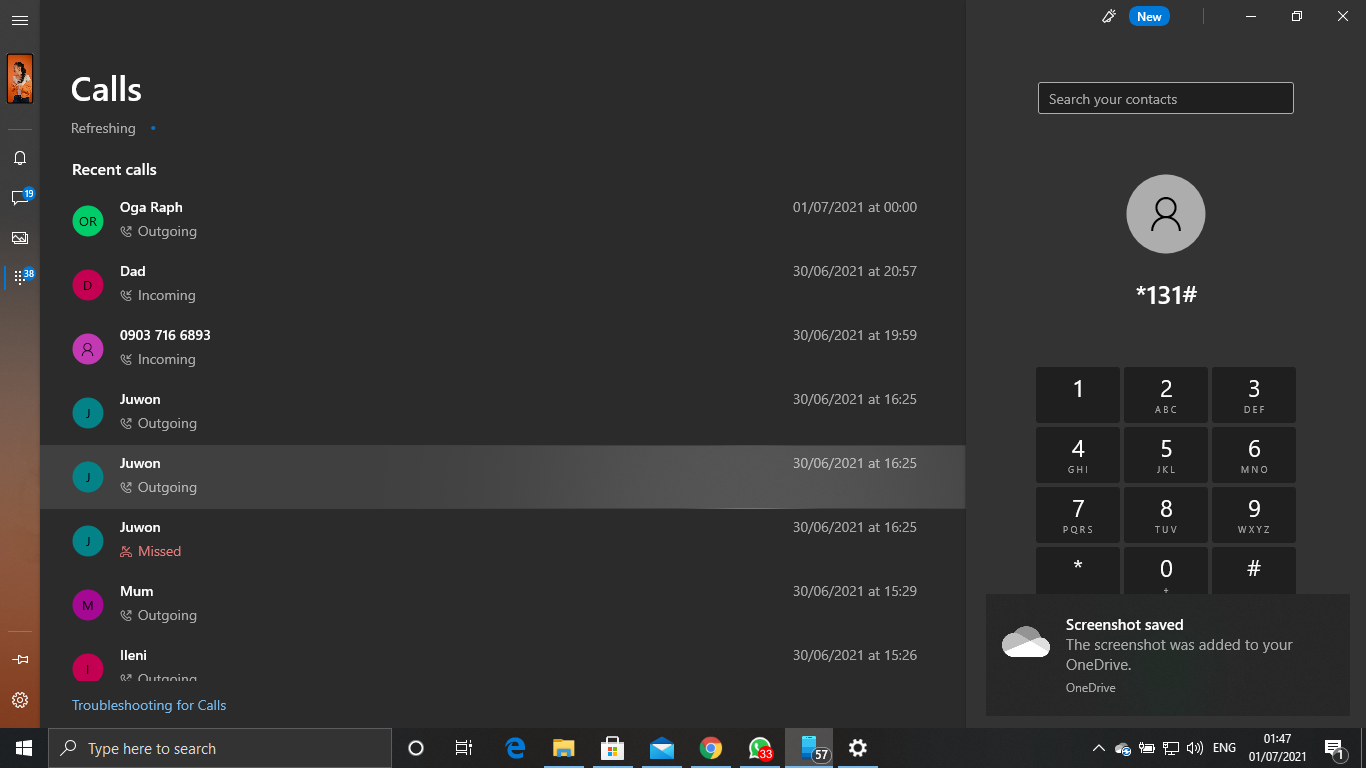 New
Calls
Search your contacts
Refreshing
Recent calls
OR
Oga Raph
01/07/2021 at 00:00
Outgoing
D
Dad
30/06/2021 at 20:57
Incoming
0903 716 6893
30/06/2021 at 19:59
Incoming
J
Juwon
30/06/2021 at 16:25
Outgoing
J
Juwon
30/06/2021 at 16:25
Outgoing
J
Juwon
30/06/2021 at 16:25
Missed
M
Mum
30/06/2021 at 15:29
Outgoing
I
Ileni
30/06/2021 at 15:26
Outgoing
Troubleshooting for Calls
19
38
*131#
1
2
ABC
3
DEF
4
GHI
5
JKL
6
MNO
7
PQRS
8
TUV
9
WXYZ
*
0
+
#
Screenshot saved
The screenshot was added to your
OneDrive.
OneDrive
Type here to search
33
57
ENG
01:47
01/07/2021
1